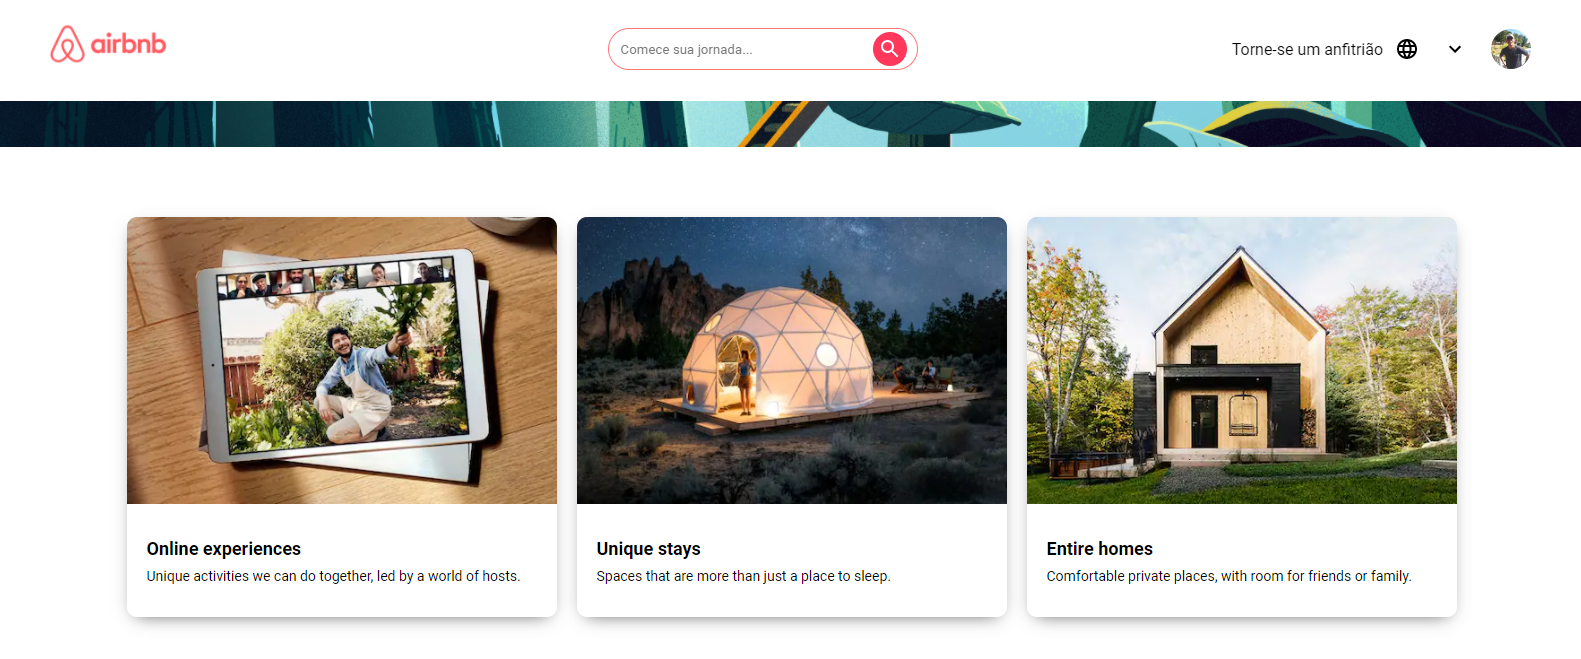 airbnb
Comece sua jornada...
Torne-se um anfitrião
Online experiences
Unique activities we can do together, led by a world of hosts.
Unique stays
Spaces that are more than just a place to sleep.
Entire homes
Comfortable private places, with room for friends or family.